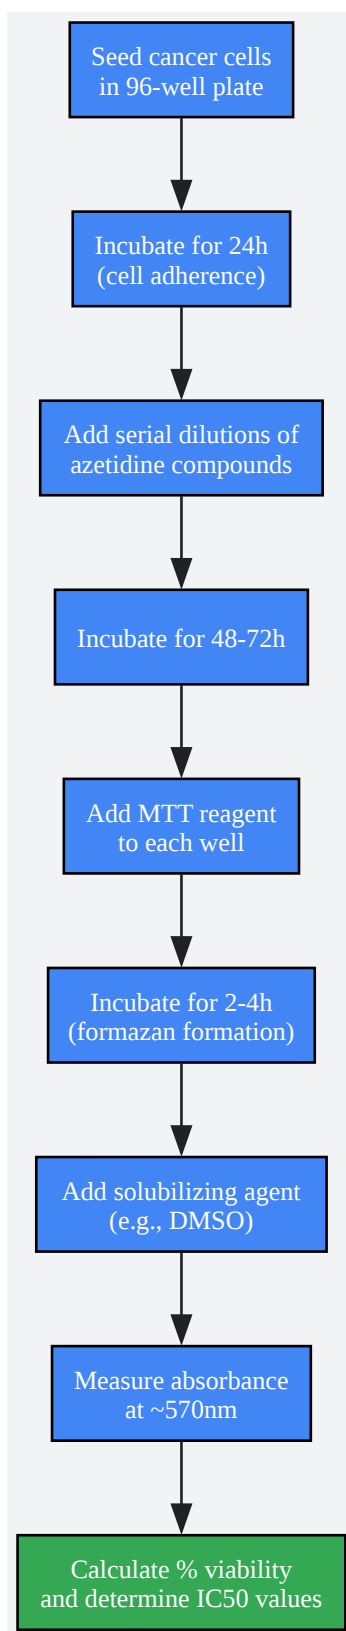 Seed cancer cells
in 96-well plate
Incubate for 24h
(cell adherence)
Add serial dilutions of
azetidine compounds
Incubate for 48-72h
Add MTT reagent
to each well
Incubate for 2-4h
(formazan formation)
Add solubilizing agent
(e.g., DMSO)
Measure absorbance
at ~570nm
Calculate % viability
and determine IC50 values